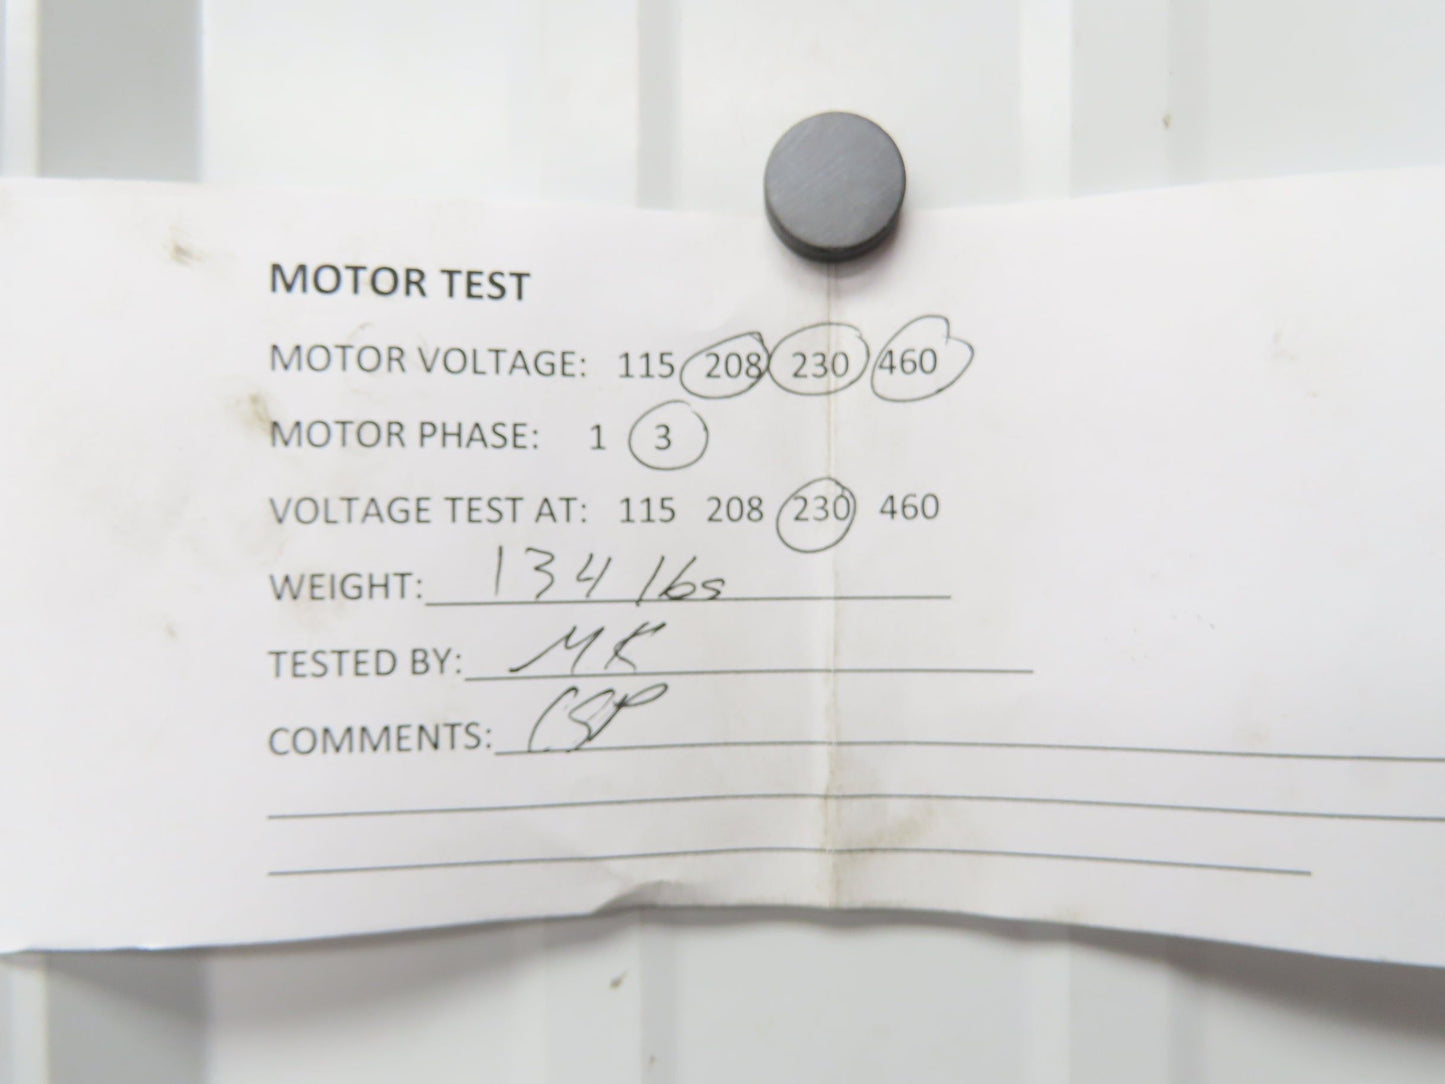 MOTOR TEST
MOTOR VOLTAGE: 115 208 230 460
MOTOR PHASE: 1 3
VOLTAGE TEST AT: 115 208 230 460
WEIGHT: 134 lbs
TESTED BY: MK
COMMENTS: